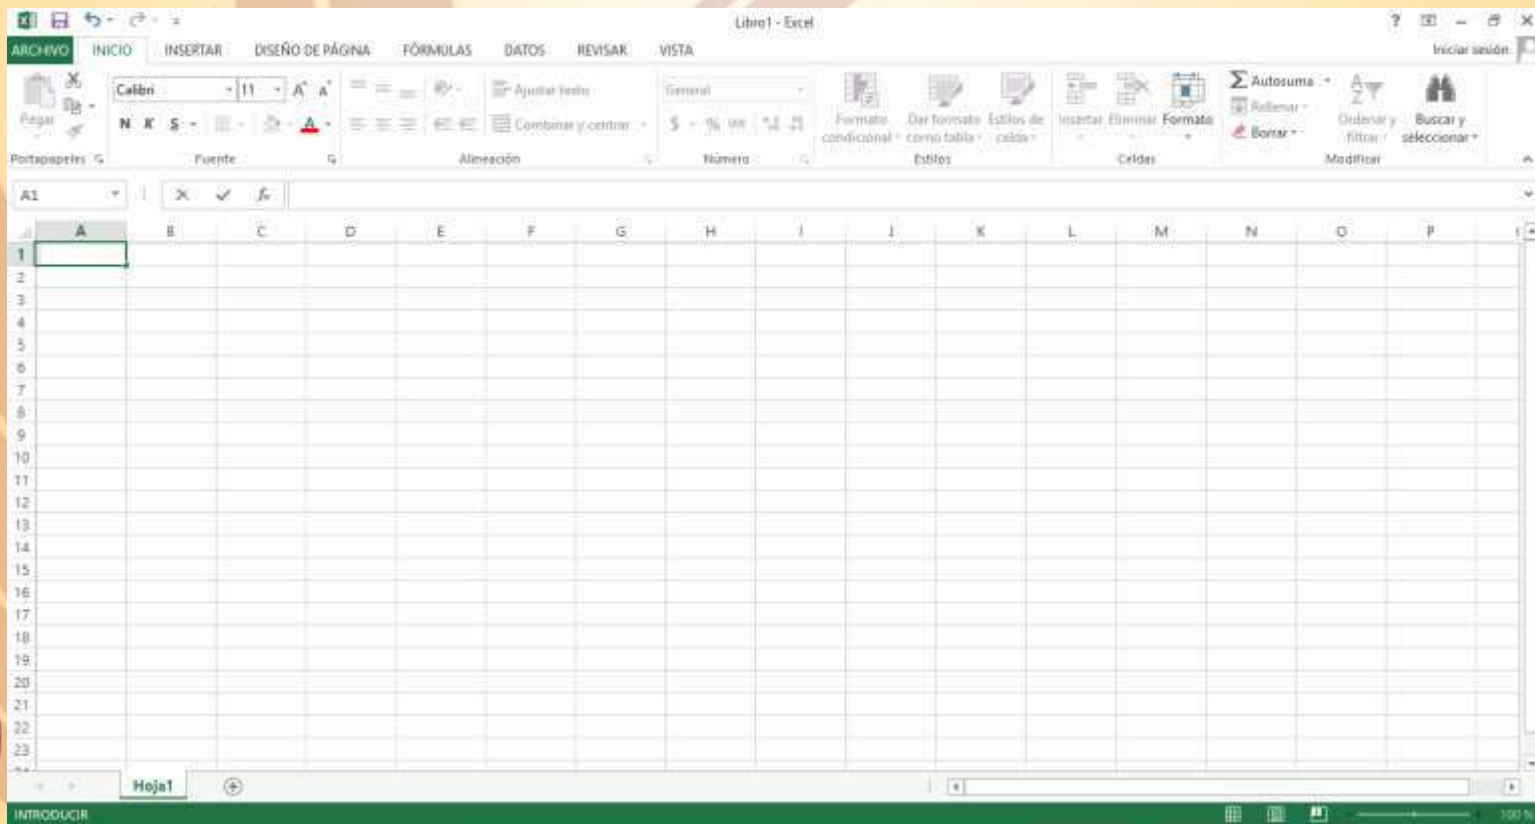 Libro1 - Excel
?
ARCHIVO INICIO INSERTAR DISEÑO DE PÁGINA FÓRMULAS DATOS REVISAR VISTA Iniciar sesión
Pegar
Calibri 11 A A
N K S A
Ajustar texto
Combinar y centrar
General
$ % 000
Formato condicional
Dar formato como tabla
Estilos de celda
Insertar Eliminar Formato
Σ Autosuma
Rellenar
Borrar
Ordenar y filtrar
Buscar y seleccionar
Portapapeles Fuente Alineación Número Estilos Celdas Modificar
A1 fx
A B C D E F G H I J K L M N O P
1
2
3
4
5
6
7
8
9
10
11
12
13
14
15
16
17
18
19
20
21
22
23
Hoja1
INTRODUCIR 100 %